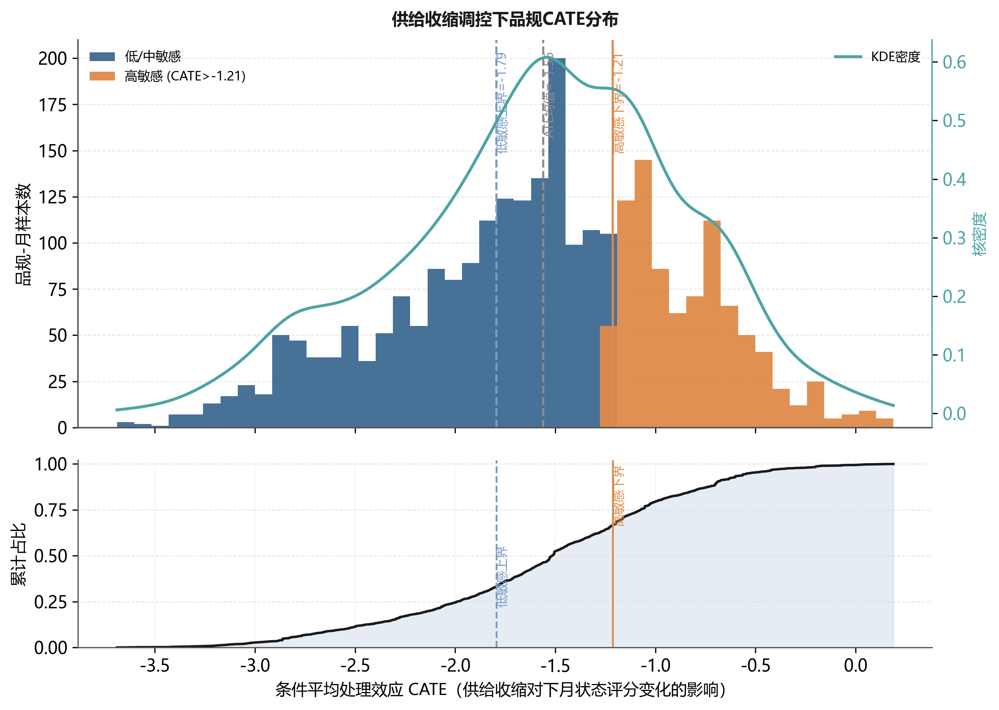 供给收缩调控下品规CATE分布
低/中敏感
高敏感 (CATE>-1.21)
KDE密度
低敏感上界=-1.79
ATE均值=-1.56
高敏感下界=-1.21
品规-月样本数
200
175
150
125
100
75
50
25
0
0.6
0.5
0.4
0.3
0.2
0.1
0.0
核密度
累计占比
1.00
0.75
0.50
0.25
0.00
低敏感上界
高敏感下界
-3.5
-3.0
-2.5
-2.0
-1.5
-1.0
-0.5
0.0
条件平均处理效应 CATE（供给收缩对下月状态评分变化的影响）